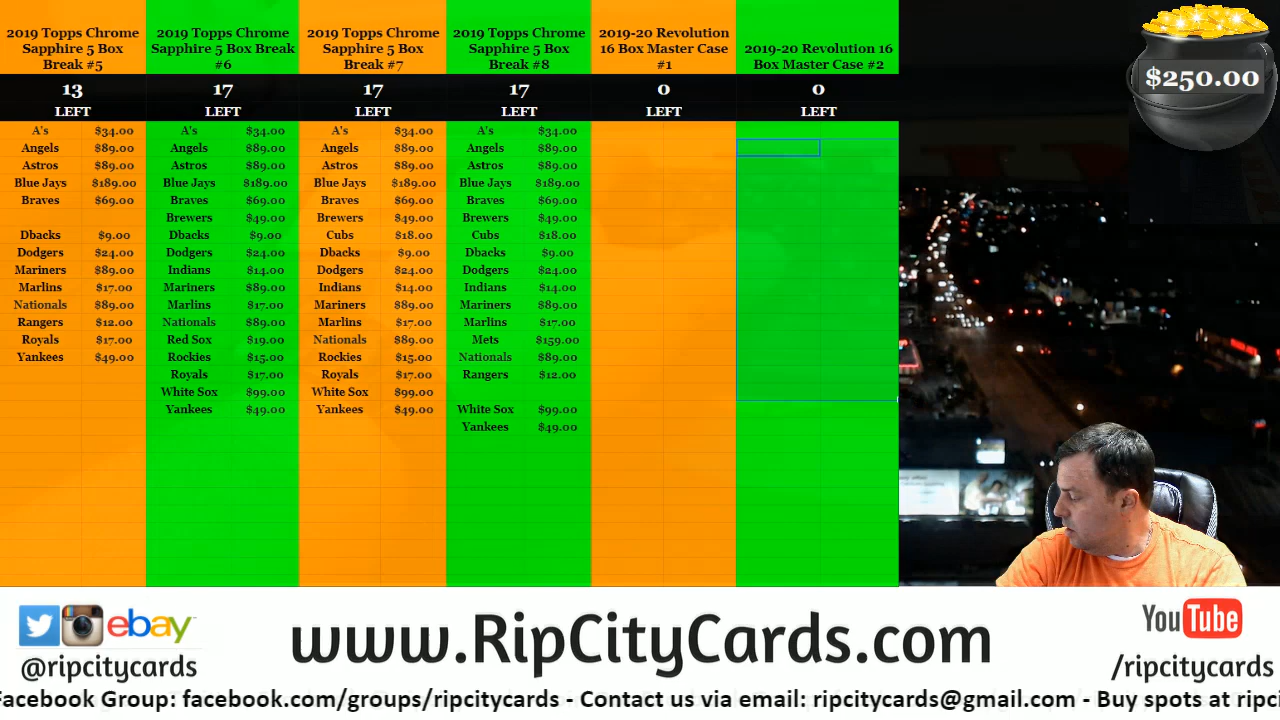 2019 Topps Chrome
Sapphire 5 Box
Break #5
2019 Topps Chrome
Sapphire 5 Box Break
#6
2019 Topps Chrome
Sapphire 5 Box
Break #7
2019 Topps Chrome
Sapphire 5 Box
Break #8
2019-20 Revolution
16 Box Master Case
#1
2019-20 Revolution 16
Box Master Case #2
$250.00
13 17 17 17 0 0
LEFT LEFT LEFT LEFT LEFT LEFT
A's $34.00 A's $34.00 A's $34.00 A's $34.00
Angels $89.00 Angels $89.00 Angels $89.00 Angels $89.00
Astros $89.00 Astros $89.00 Astros $89.00 Astros $89.00
Blue Jays $189.00 Blue Jays $189.00 Blue Jays $189.00 Blue Jays $189.00
Braves $69.00 Braves $69.00 Braves $69.00 Braves $69.00
Brewers $49.00 Brewers $49.00 Brewers $49.00
Dbacks $9.00 Dbacks $9.00 Cubs $18.00 Cubs $18.00
Dodgers $24.00 Dodgers $24.00 Dbacks $9.00 Dbacks $9.00
Mariners $89.00 Indians $14.00 Dodgers $24.00 Dodgers $24.00
Marlins $17.00 Mariners $89.00 Indians $14.00 Indians $14.00
Nationals $89.00 Marlins $17.00 Mariners $89.00 Mariners $89.00
Rangers $12.00 Nationals $89.00 Marlins $17.00 Marlins $17.00
Royals $17.00 Red Sox $19.00 Nationals $89.00 Mets $159.00
Yankees $49.00 Rockies $15.00 Rockies $15.00 Nationals $89.00
Royals $17.00 Royals $17.00 Rangers $12.00
White Sox $99.00 White Sox $99.00
Yankees $49.00 Yankees $49.00 White Sox $99.00
Yankees $49.00
ebay
@ripcitycards
www.RipCityCards.com
YouTube
/ripcitycards
Facebook Group: facebook.com/groups/ripcitycards - Contact us via email: ripcitycards@gmail.com - Buy spots at ripci